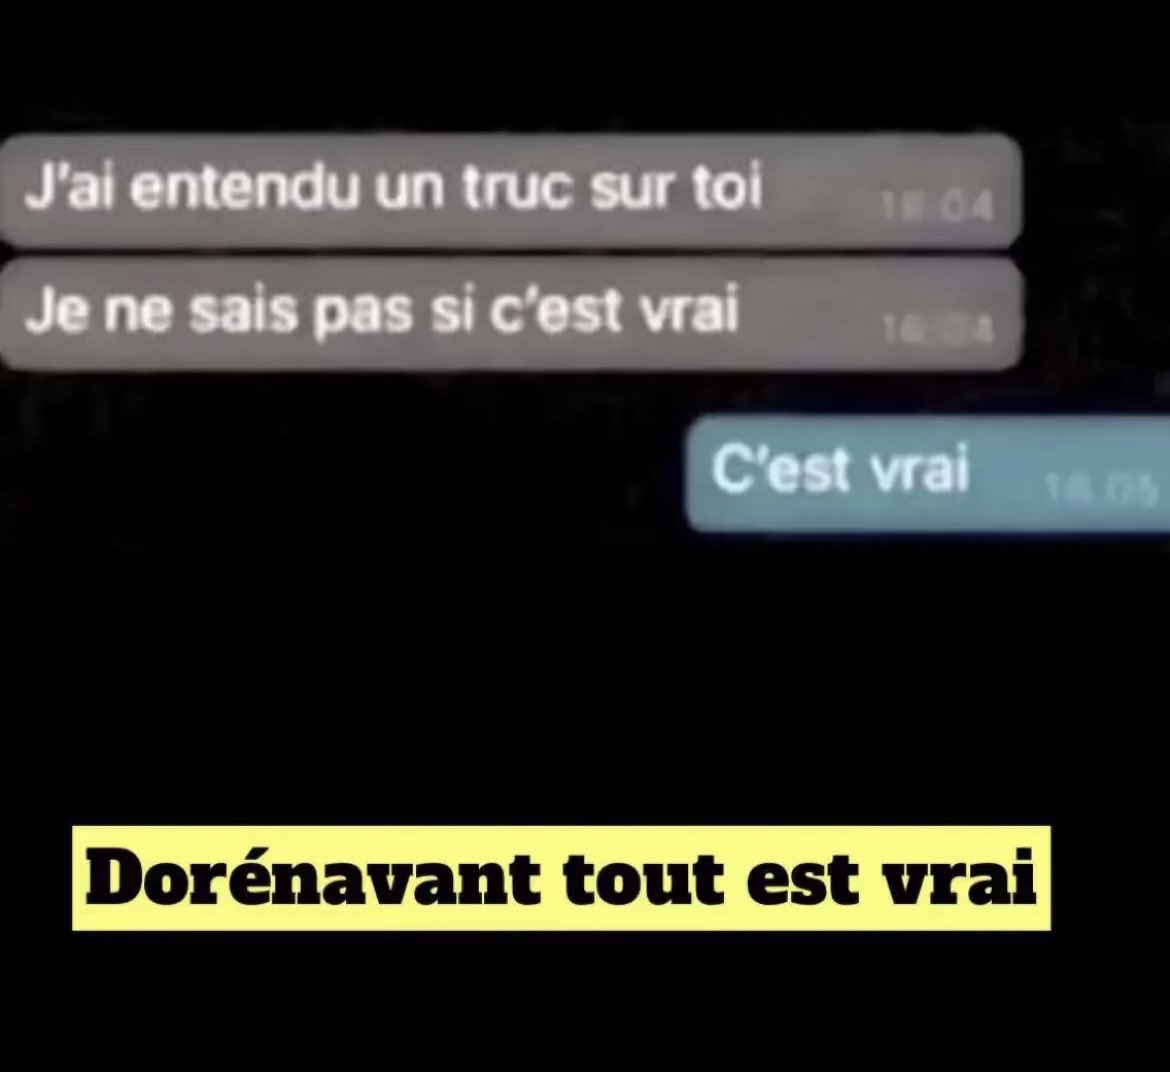 J'ai entendu un truc sur toi
Je ne sais pas si c'est vrai
C'est vrai
Dorénavant tout est vrai